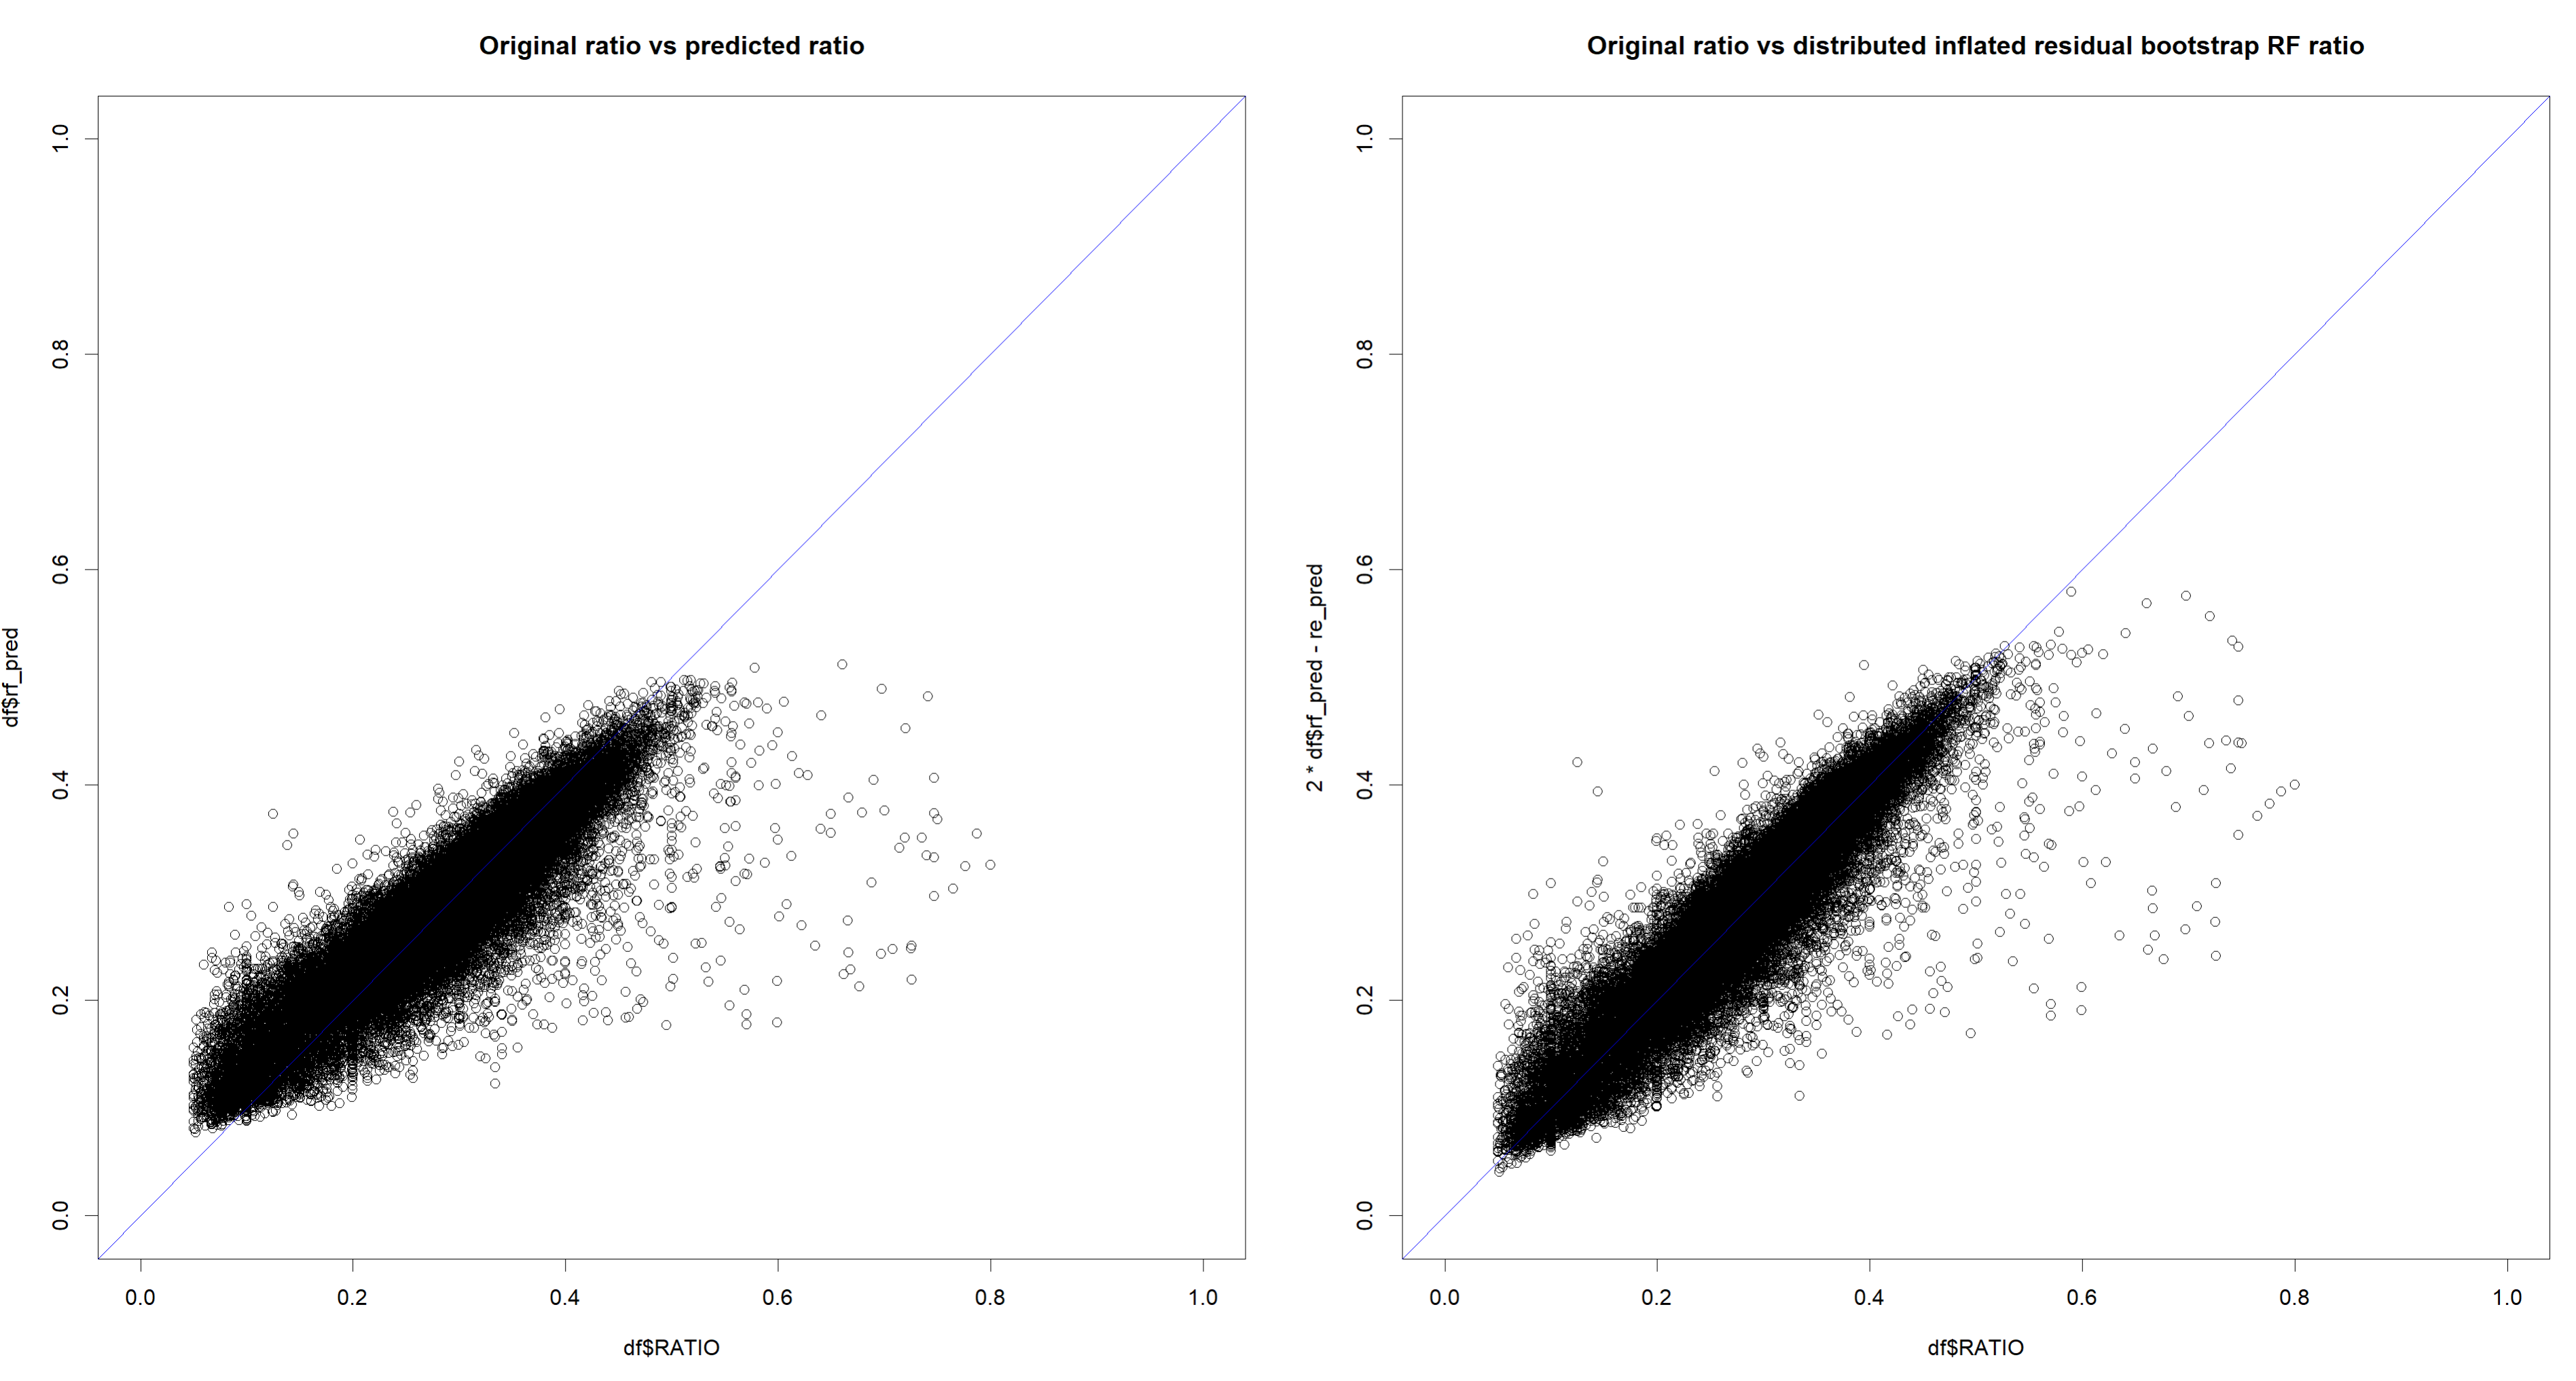 Original ratio vs predicted ratio
df$rf_pred
1.0
0.8
0.6
0.4
0.2
0.0
0.0 0.2 0.4 0.6 0.8 1.0
df$RATIO
Original ratio vs distributed inflated residual bootstrap RF ratio
2 * df$rf_pred - re_pred
1.0
0.8
0.6
0.4
0.2
0.0
0.0 0.2 0.4 0.6 0.8 1.0
df$RATIO